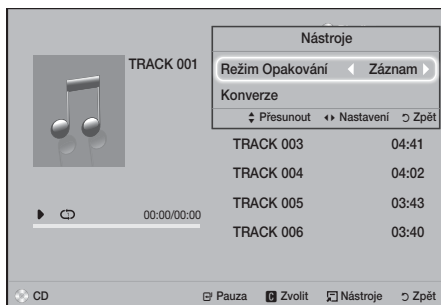 Nástroje
TRACK 001
Režim Opakování Záznam
Konverze
Přesunout Nastavení Zpět
TRACK 003 04:41
TRACK 004 04:02
TRACK 005 03:43
00:00/00:00
TRACK 006 03:40
CD Pauza C Zvolit Nástroje Zpět